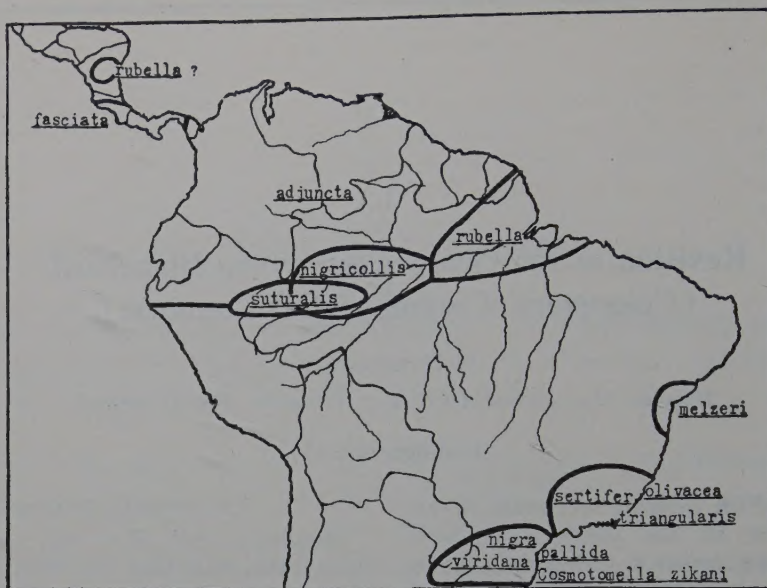 rubella ?
fasciata
adjuncta
rubella
nigricollis
suturalis
melzeri
sertifer olivacea
triangularis
nigra
viridana pallida
Cosmotomella zikani